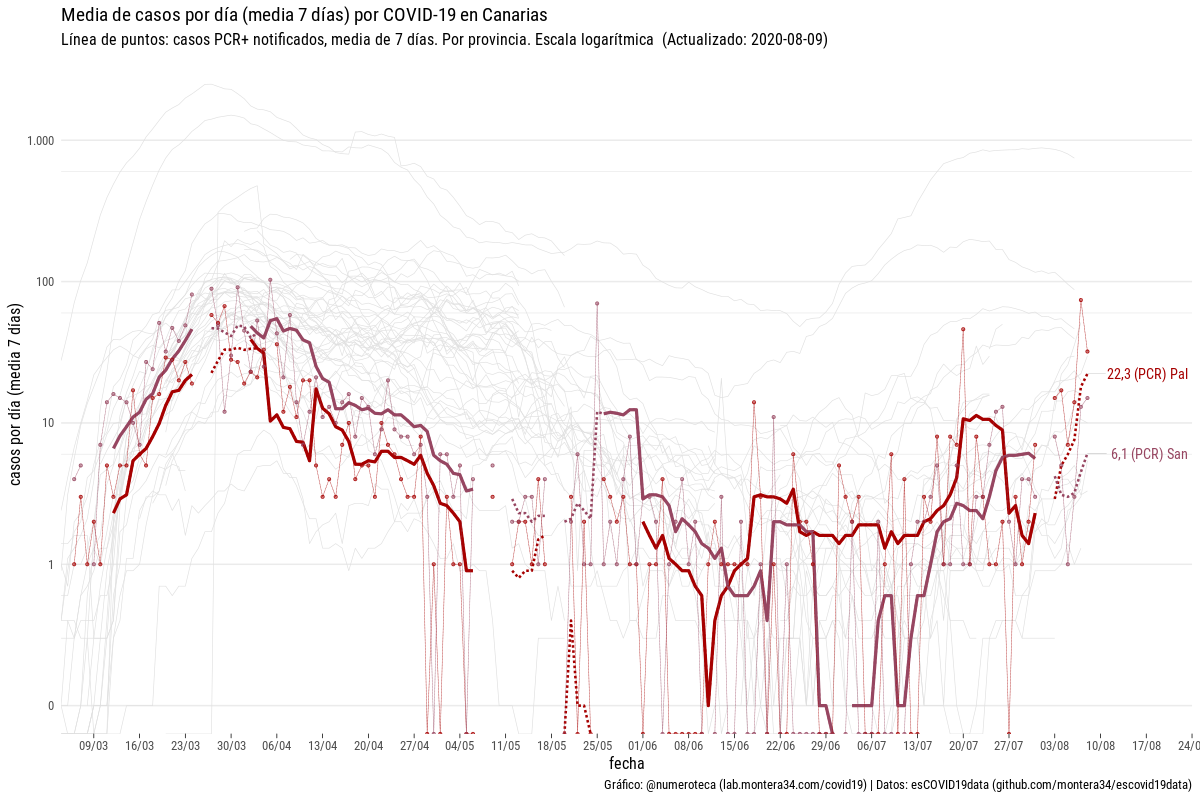 Media de casos por día (media 7 días) por COVID-19 en Canarias
Línea de puntos: casos PCR+ notificados, media de 7 días. Por provincia. Escala logarítmica  (Actualizado: 2020-08-09)
casos por día (media 7 días)
1.000
100
10
1
0
22,3 (PCR) Pal
6,1 (PCR) San
09/03 16/03 23/03 30/03 06/04 13/04 20/04 27/04 04/05 11/05 18/05 25/05 01/06 08/06 15/06 22/06 29/06 06/07 13/07 20/07 27/07 03/08 10/08 17/08 24/0
fecha
Gráfico: @numeroteca (lab.montera34.com/covid19) | Datos: esCOVID19data (github.com/montera34/escovid19data)